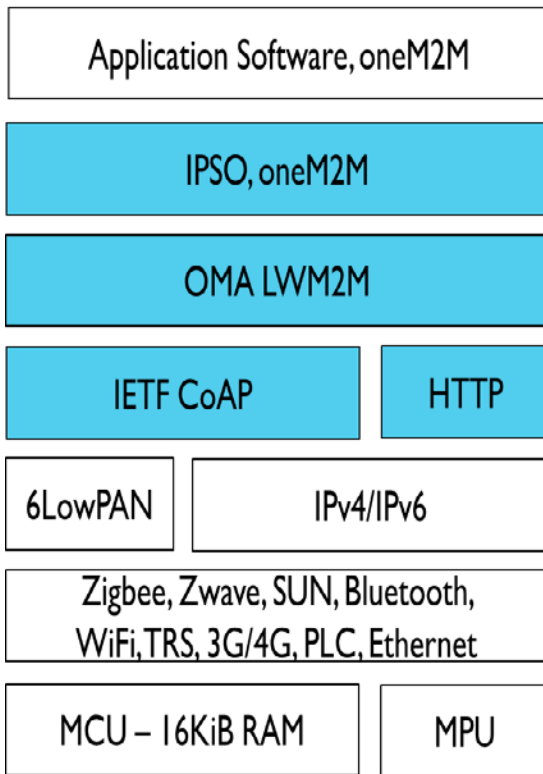 Application Software, oneM2M
IPSO, oneM2M
OMA LWM2M
IETF CoAP
HTTP
6LowPAN
IPv4/IPv6
Zigbee, Zwave, SUN, Bluetooth,
WiFi, TRS, 3G/4G, PLC, Ethernet
MCU – 16KiB RAM
MPU